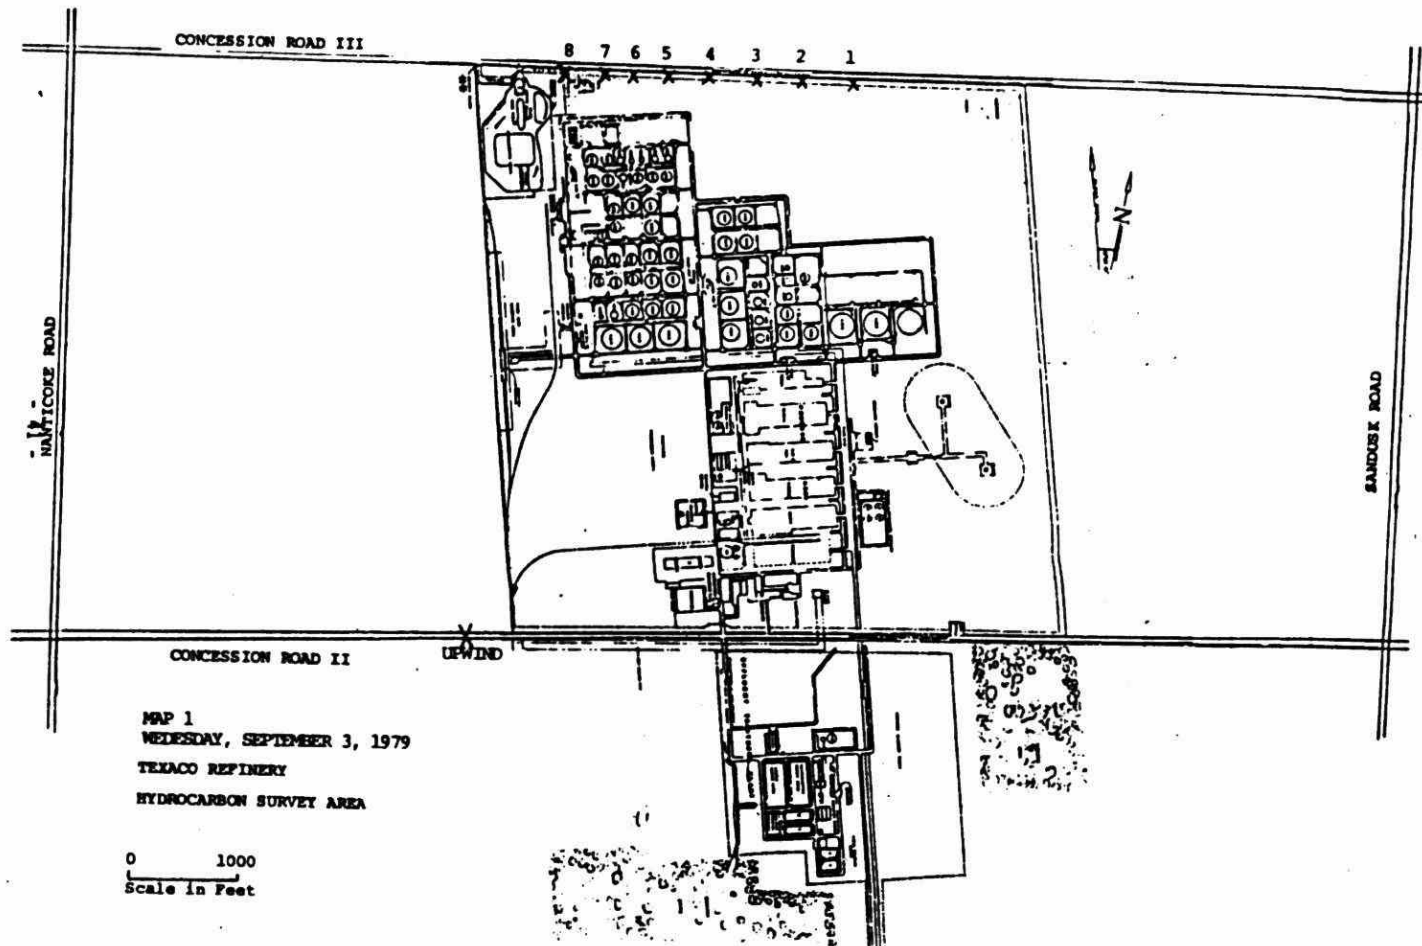 CONCESSION ROAD III
8 7 6 5 4 3 2 1
N
NANTICOKE ROAD
- 41 -
SANDUSK ROAD
CONCESSION ROAD II
UPWIND
MAP 1
WEDESDAY, SEPTEMBER 3, 1979
TEXACO REFINERY
HYDROCARBON SURVEY AREA
0 1000
Scale in Feet